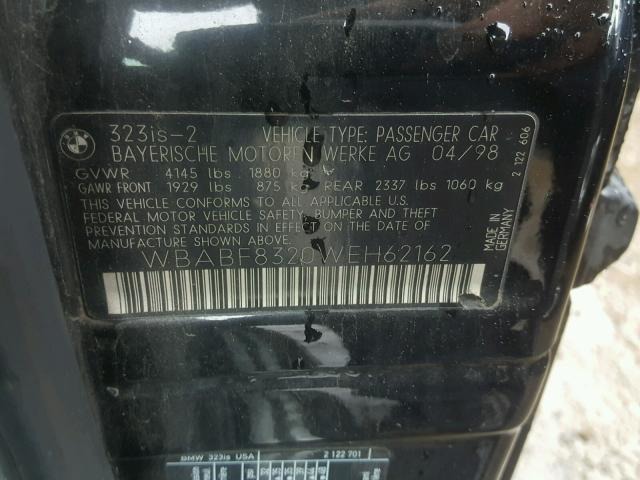 BMW
323is-2 VEHICLE TYPE: PASSENGER CAR
BAYERISCHE MOTOREN WERKE AG 04/98
GVWR 4145 lbs 1880 kg
GAWR FRONT 1929 lbs 875 kg REAR 2337 lbs 1060 kg
THIS VEHICLE CONFORMS TO ALL APPLICABLE U.S.
FEDERAL MOTOR VEHICLE SAFETY, BUMPER AND THEFT
PREVENTION STANDARDS IN EFFECT ON THE DATE OF
MANUFACTURE SHOWN ABOVE.
WBABF8320WEH62162
MADE IN
GERMANY
2 122 606
BMW 323is USA 2 122 701